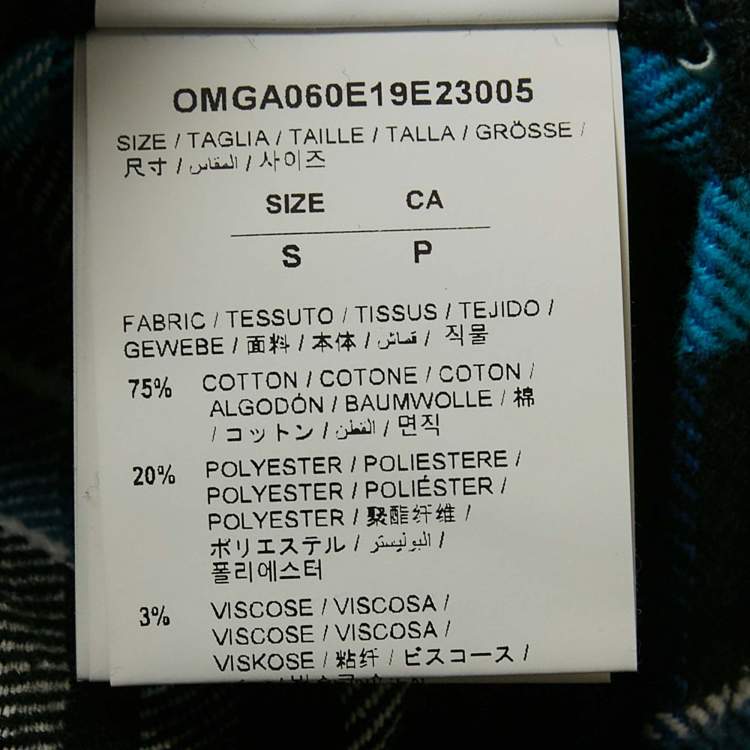 OMGA060E19E23005
SIZE / TAGLIA / TAILLE / TALLA / GRÖSSE /
尺寸 / المقاس / 사이즈
SIZE CA
S P
FABRIC / TESSUTO / TISSUS / TEJIDO /
GEWEBE / 面料 / 本体 / قماش / 직물
75% COTTON / COTONE / COTON /
ALGODÓN / BAUMWOLLE / 棉
/ コットン / القطن / 면직
20% POLYESTER / POLIESTERE /
POLYESTER / POLIÉSTER /
POLYESTER / 聚酯纤维 /
ポリエステル / البوليستر /
폴리에스터
3% VISCOSE / VISCOSA /
VISCOSE / VISCOSA /
VISKOSE / 粘纤 / ビスコース /